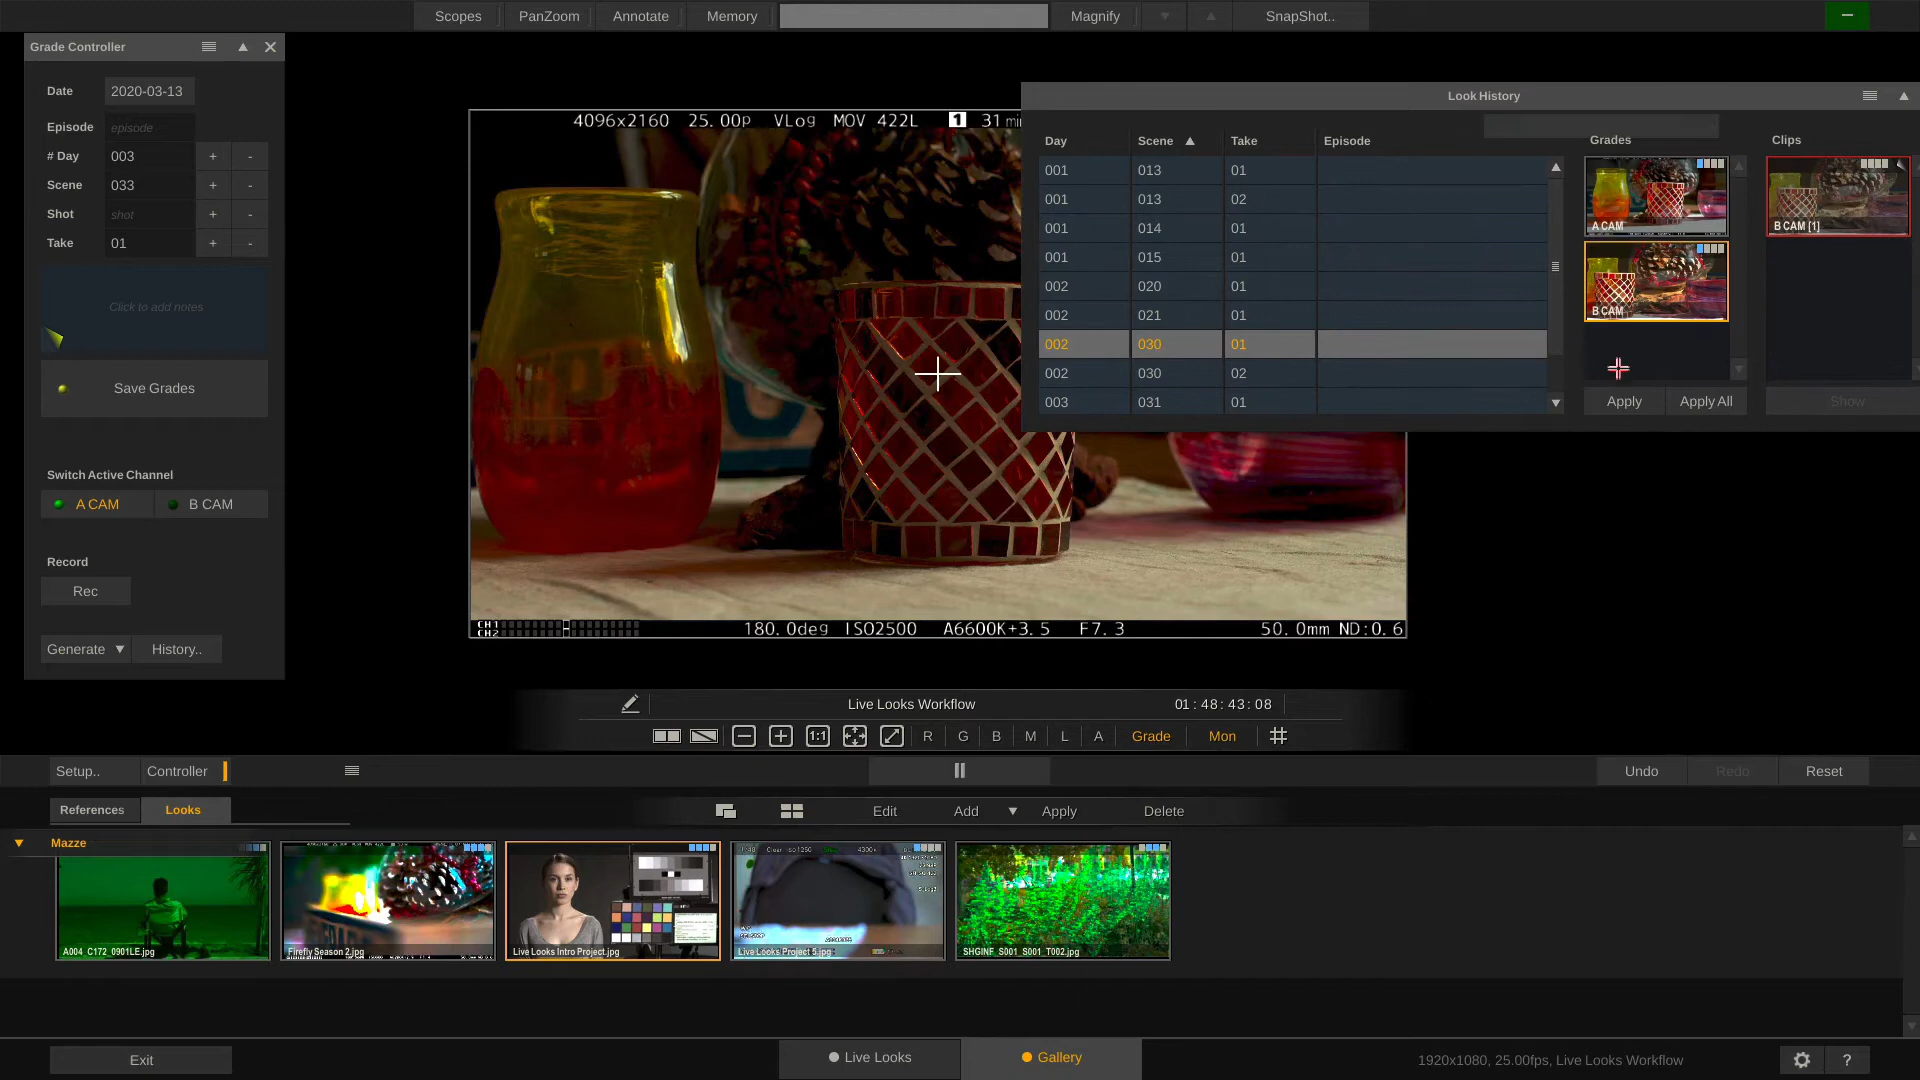 Scopes PanZoom Annotate Memory Magnify SnapShot..
Grade Controller
Date 2020-03-13
Episode episode
# Day 003 + -
Scene 033 + -
Shot shot + -
Take 01 + -
Click to add notes
Save Grades
Switch Active Channel
A CAM B CAM
Record
Rec
Generate History..
4096x2160 25.00p VLog MOV 422L 1 31
Look History
Day Scene Take Episode Grades Clips
001 013 01
001 013 02
001 014 01
001 015 01
002 020 01
002 021 01
002 030 01
002 030 02
003 031 01
A CAM
B CAM
B CAM [1]
Apply Apply All Show
CH1
CH2
180.0deg ISO2500 A6600K+3.5 F7.3 50.0mm ND:0.6
Live Looks Workflow 01:48:43:08
1:1 R G B M L A Grade Mon
Setup.. Controller Undo Redo Reset
References Looks Edit Add Apply Delete
Mazze
A004_C172_0901LE.jpg
Firefly Season 2.jpg
Live Looks Intro Project.jpg
Live Looks Project 5.jpg
SHGINF_S001_S001_T002.jpg
Exit Live Looks Gallery 1920x1080, 25.00fps, Live Looks Workflow ?